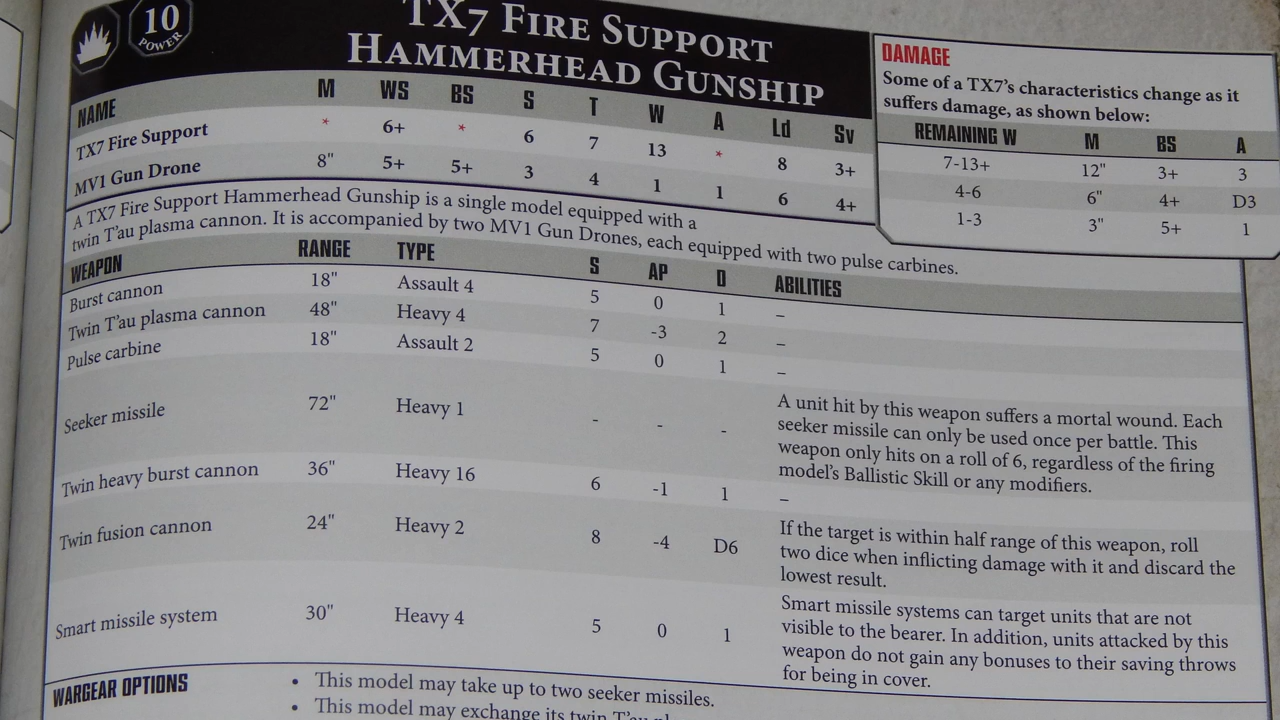 10
POWER
TX7 FIRE SUPPORT
HAMMERHEAD GUNSHIP
NAME M WS BS S T W A Ld Sv
TX7 Fire Support * 6+ * 6 7 13 * 8 3+
MV1 Gun Drone 8" 5+ 5+ 3 4 1 1 6 4+
DAMAGE
Some of a TX7's characteristics change as it
suffers damage, as shown below:
REMAINING W M BS A
7-13+ 12" 3+ 3
4-6 6" 4+ D3
1-3 3" 5+ 1
A TX7 Fire Support Hammerhead Gunship is a single model equipped with a
twin T'au plasma cannon. It is accompanied by two MV1 Gun Drones, each equipped with two pulse carbines.
WEAPON RANGE TYPE S AP D ABILITIES
Burst cannon 18" Assault 4 5 0 1 –
Twin T'au plasma cannon 48" Heavy 4 7 -3 2 –
Pulse carbine 18" Assault 2 5 0 1 –
Seeker missile 72" Heavy 1 - - - A unit hit by this weapon suffers a mortal wound. Each
seeker missile can only be used once per battle. This
weapon only hits on a roll of 6, regardless of the firing
model's Ballistic Skill or any modifiers.
Twin heavy burst cannon 36" Heavy 16 6 -1 1 –
Twin fusion cannon 24" Heavy 2 8 -4 D6 If the target is within half range of this weapon, roll
two dice when inflicting damage with it and discard the
lowest result.
Smart missile system 30" Heavy 4 5 0 1 Smart missile systems can target units that are not
visible to the bearer. In addition, units attacked by this
weapon do not gain any bonuses to their saving throws
for being in cover.
WARGEAR OPTIONS • This model may take up to two seeker missiles.
• This model may exchange its twin T'au